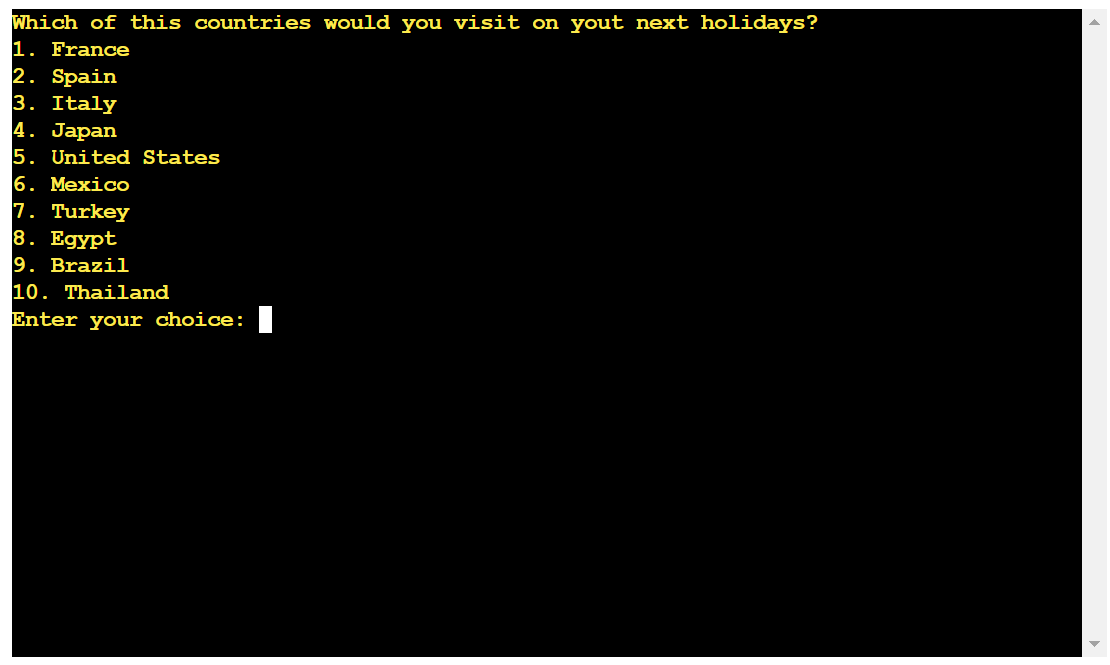 Which of this countries would you visit on yout next holidays?
1. France
2. Spain
3. Italy
4. Japan
5. United States
6. Mexico
7. Turkey
8. Egypt
9. Brazil
10. Thailand
Enter your choice: